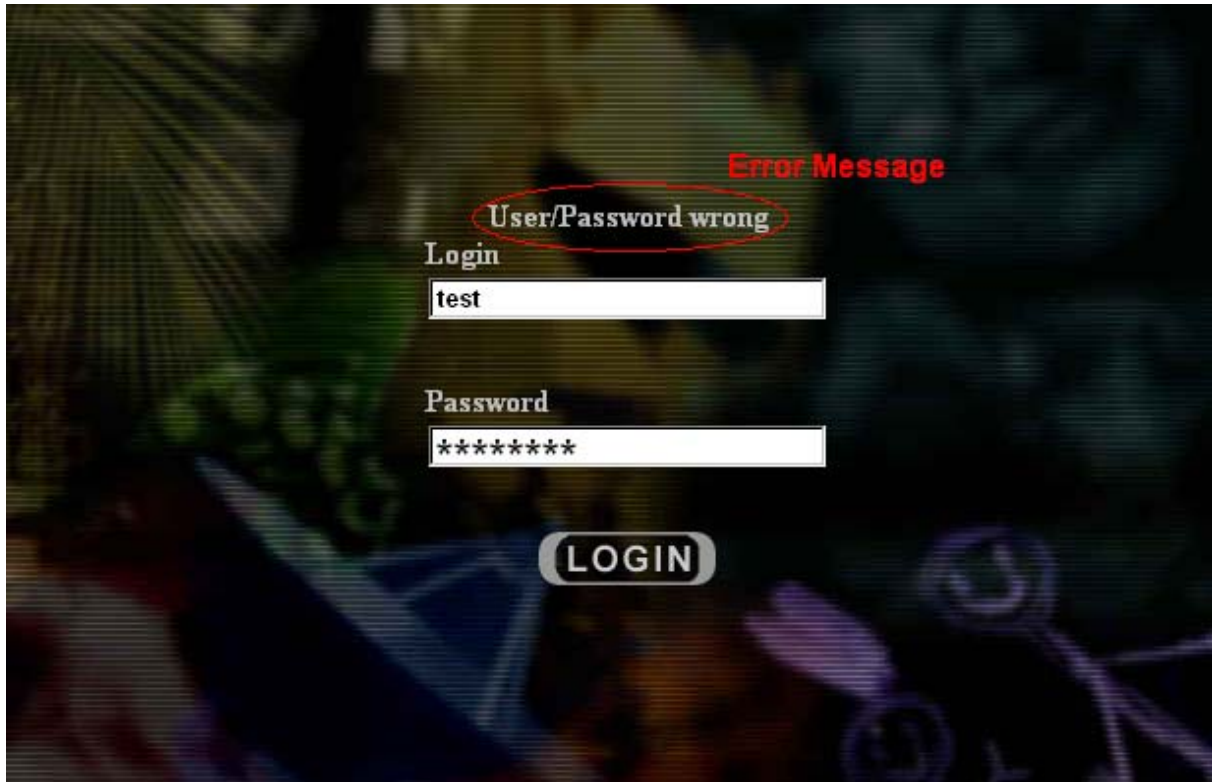 Error Message
User/Password wrong
Login
test
Password
********
LOGIN